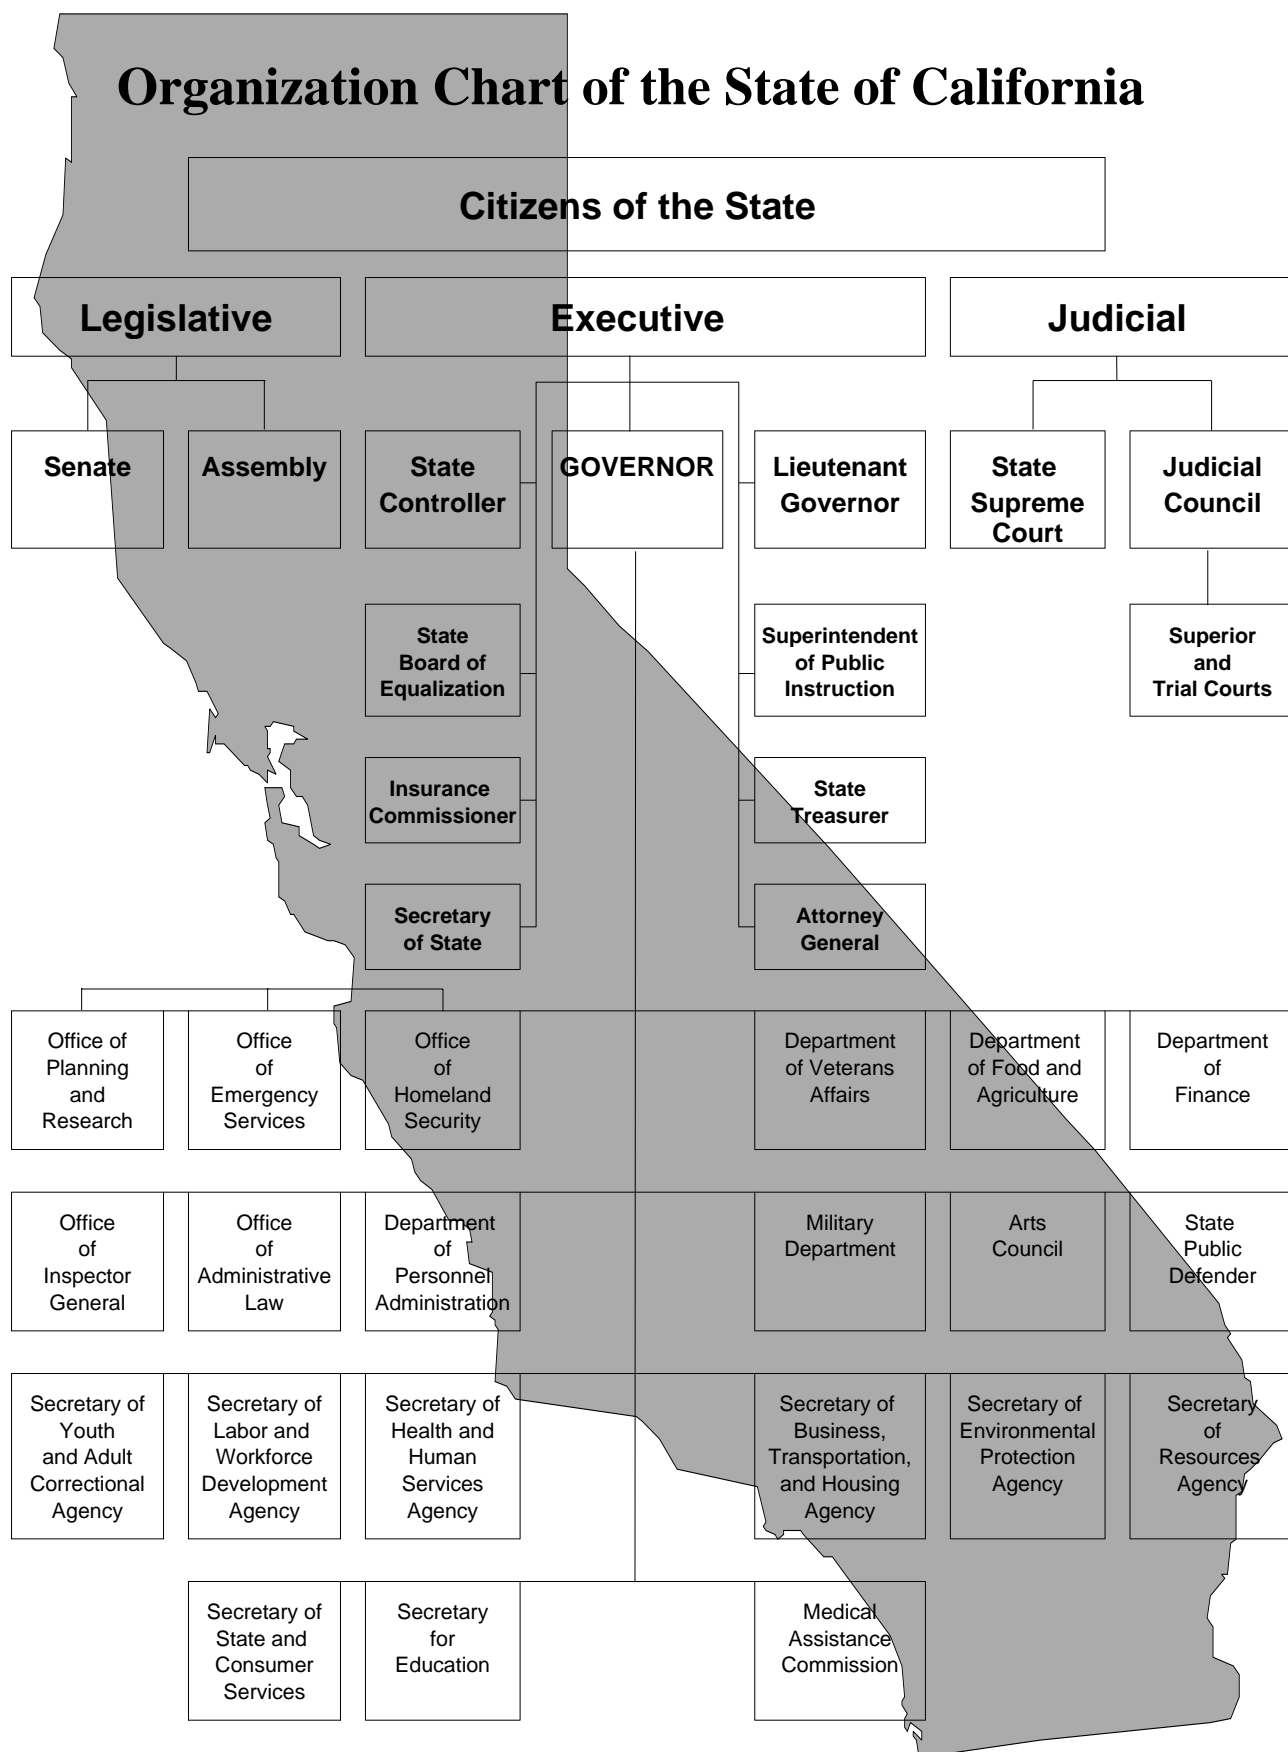 Organization Chart of the State of California
Citizens of the State
Legislative
Executive
Judicial
Senate
Assembly
State
Controller
GOVERNOR
Lieutenant
Governor
State
Supreme
Court
Judicial
Council
State
Board of
Equalization
Superintendent
of Public
Instruction
Superior
and
Trial Courts
Insurance
Commissioner
State
Treasurer
Secretary
of State
Attorney
General
Office of
Planning
and
Research
Office
of
Emergency
Services
Office
of
Homeland
Security
Department
of Veterans
Affairs
Department
of Food and
Agriculture
Department
of
Finance
Office
of
Inspector
General
Office
of
Administrative
Law
Department
of
Personnel
Administration
Military
Department
Arts
Council
State
Public
Defender
Secretary of
Youth
and Adult
Correctional
Agency
Secretary of
Labor and
Workforce
Development
Agency
Secretary of
Health and
Human
Services
Agency
Secretary of
Business,
Transportation,
and Housing
Agency
Secretary of
Environmental
Protection
Agency
Secretary
of
Resources
Agency
Secretary of
State and
Consumer
Services
Secretary
for
Education
Medical
Assistance
Commission